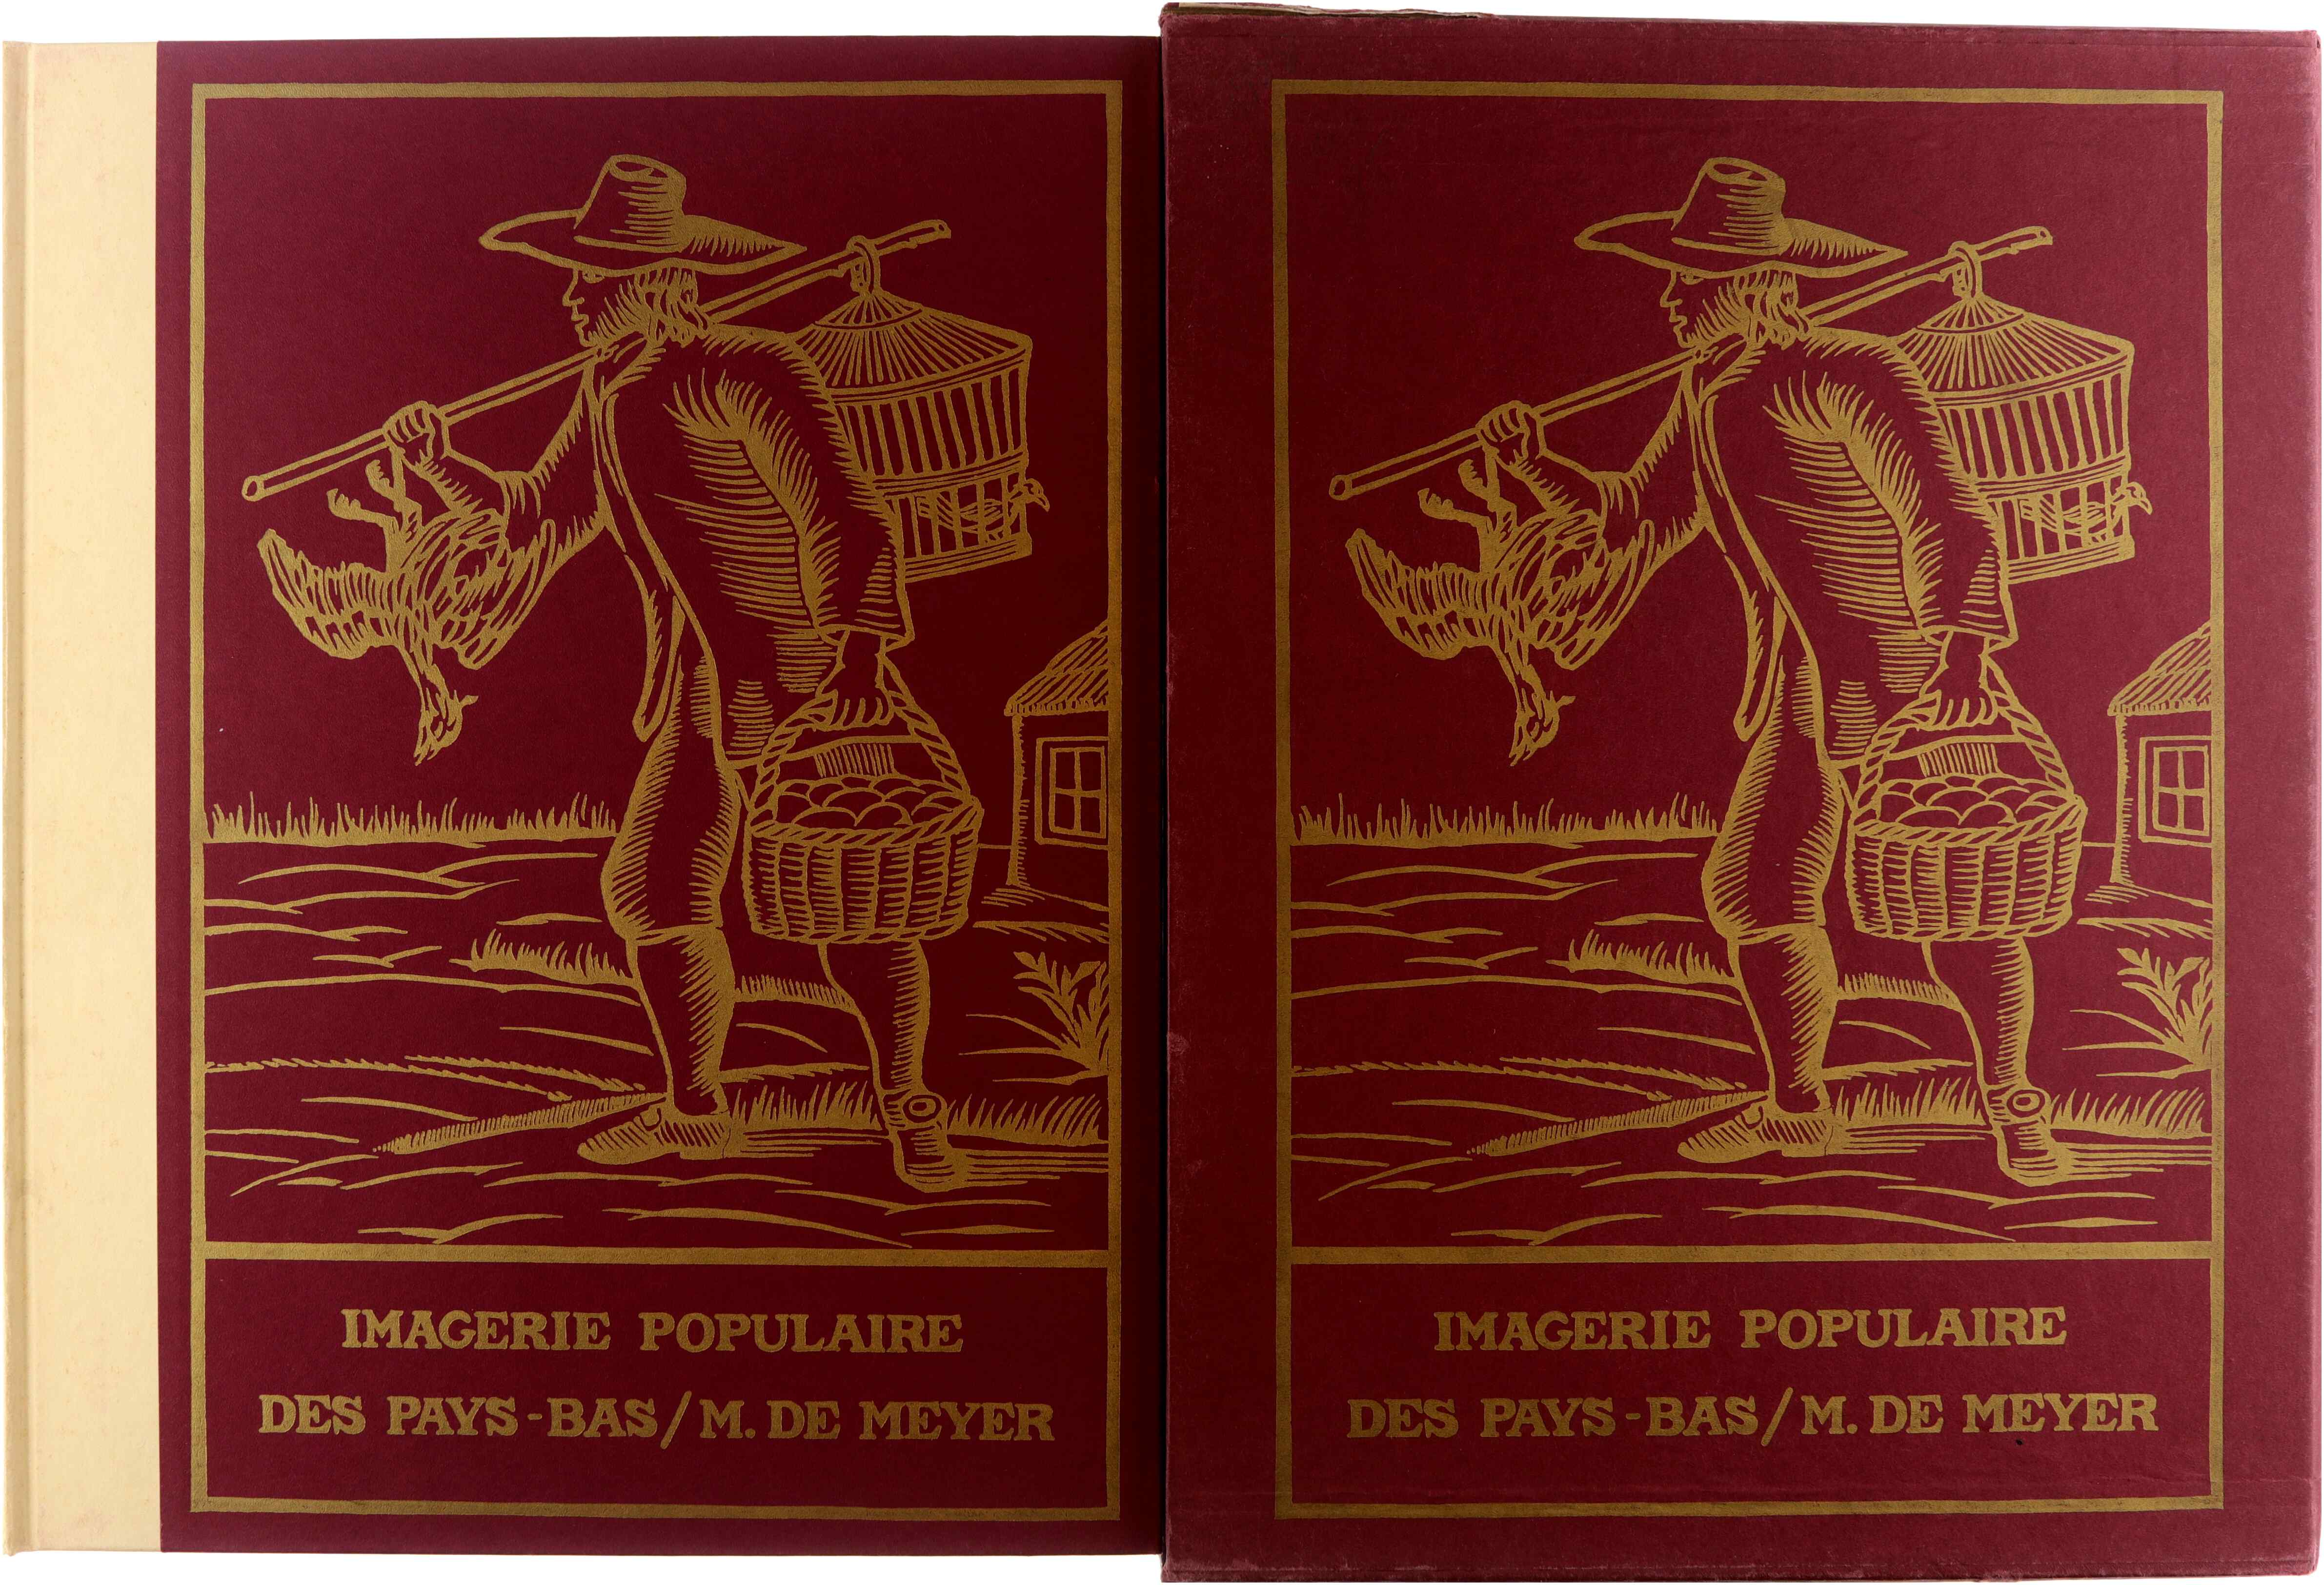 IMAGERIE POPULAIRE
DES PAYS-BAS/M. DE MEYER
IMAGERIE POPULAIRE
DES PAYS-BAS/M. DE MEYER